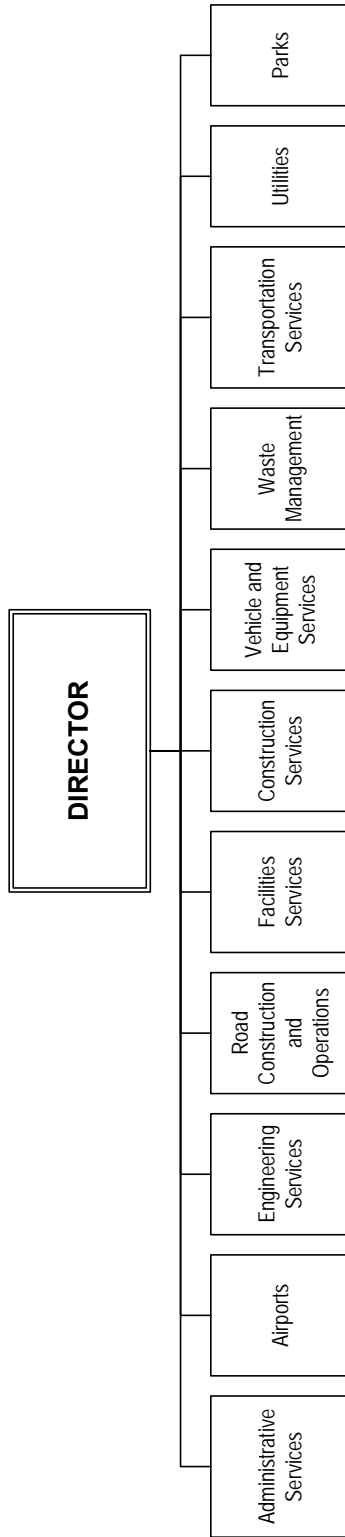 DIRECTOR
Administrative
Services
Airports
Engineering
Services
Road
Construction
and
Operations
Facilities
Services
Construction
Services
Vehicle and
Equipment
Services
Waste
Management
Transportation
Services
Utilities
Parks